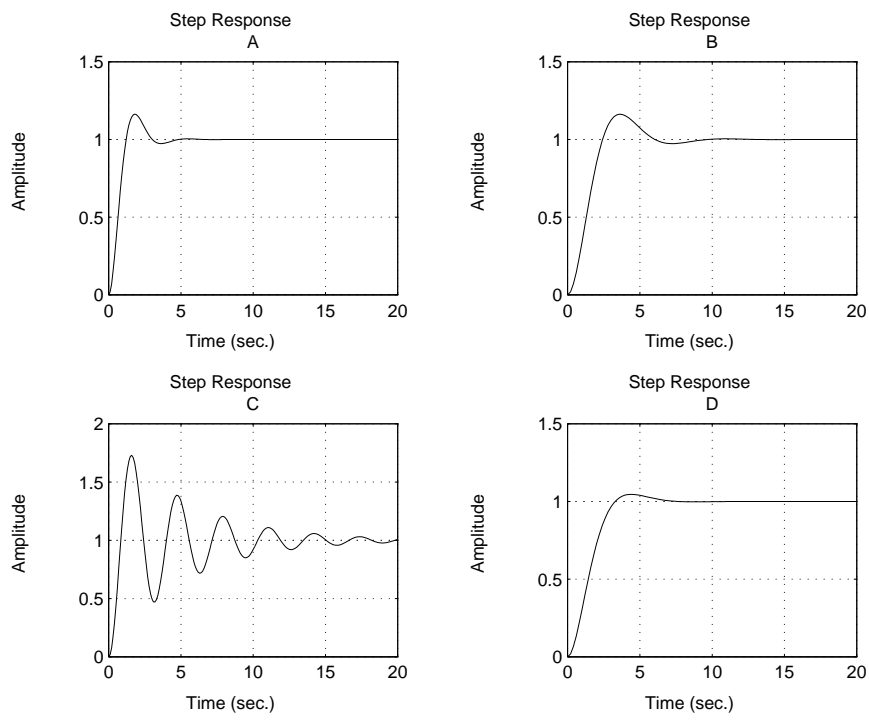 Step Response
A
1.5
1
0.5
0
0 5 10 15 20
Amplitude
Time (sec.)
Step Response
B
1.5
1
0.5
0
0 5 10 15 20
Amplitude
Time (sec.)
Step Response
C
2
1.5
1
0.5
0
0 5 10 15 20
Amplitude
Time (sec.)
Step Response
D
1.5
1
0.5
0
0 5 10 15 20
Amplitude
Time (sec.)